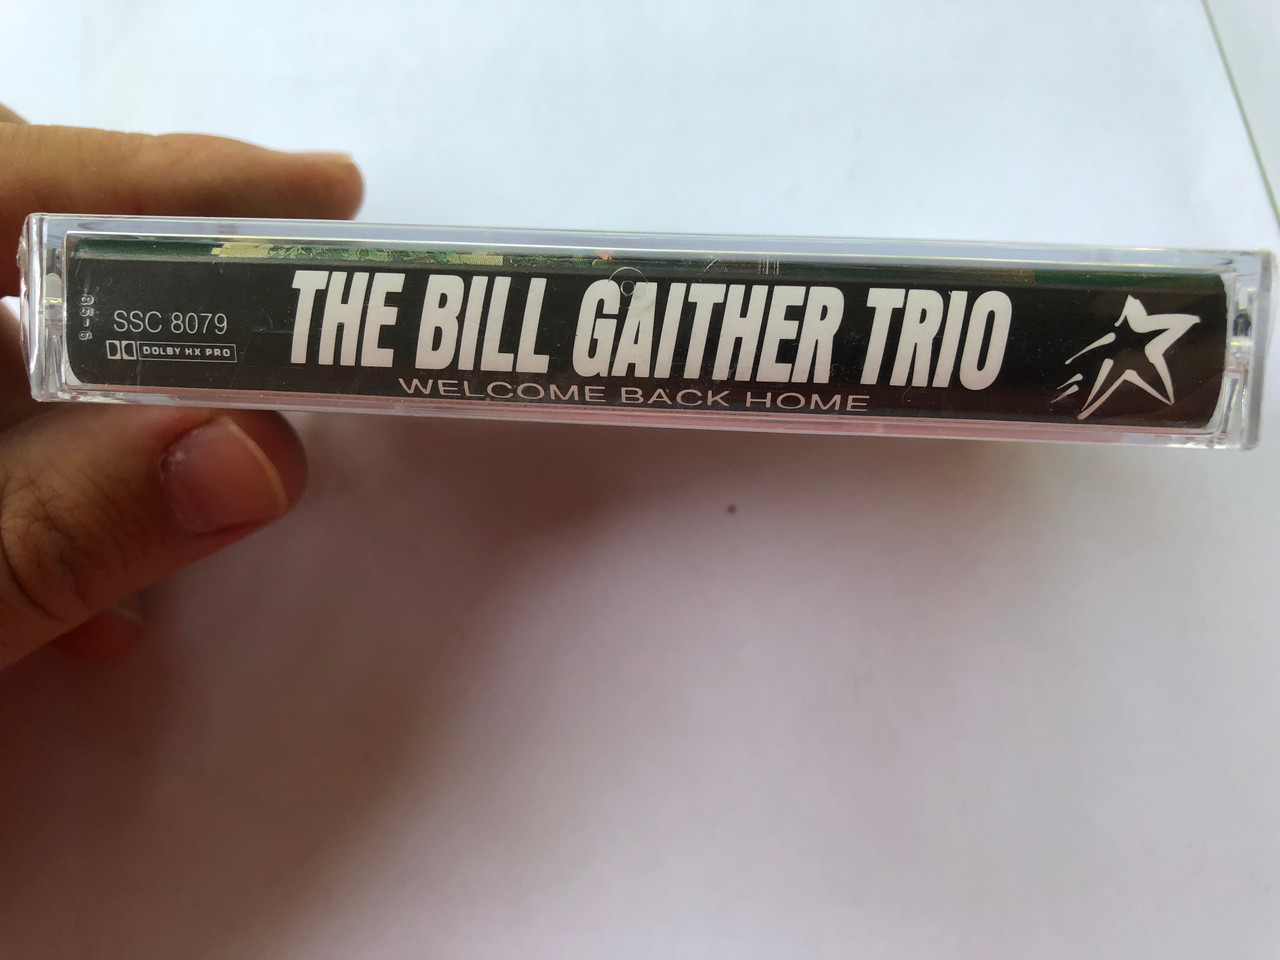 SSC 8079
DOLBY HX PRO
THE BILL GAITHER TRIO
WELCOME BACK HOME